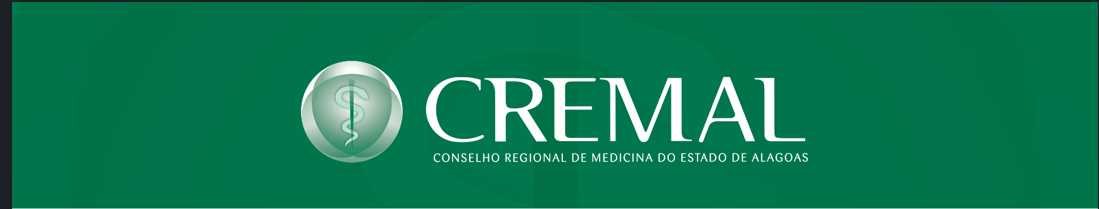 CREMAL
CONSELHO REGIONAL DE MEDICINA DO ESTADO DE ALAGOAS